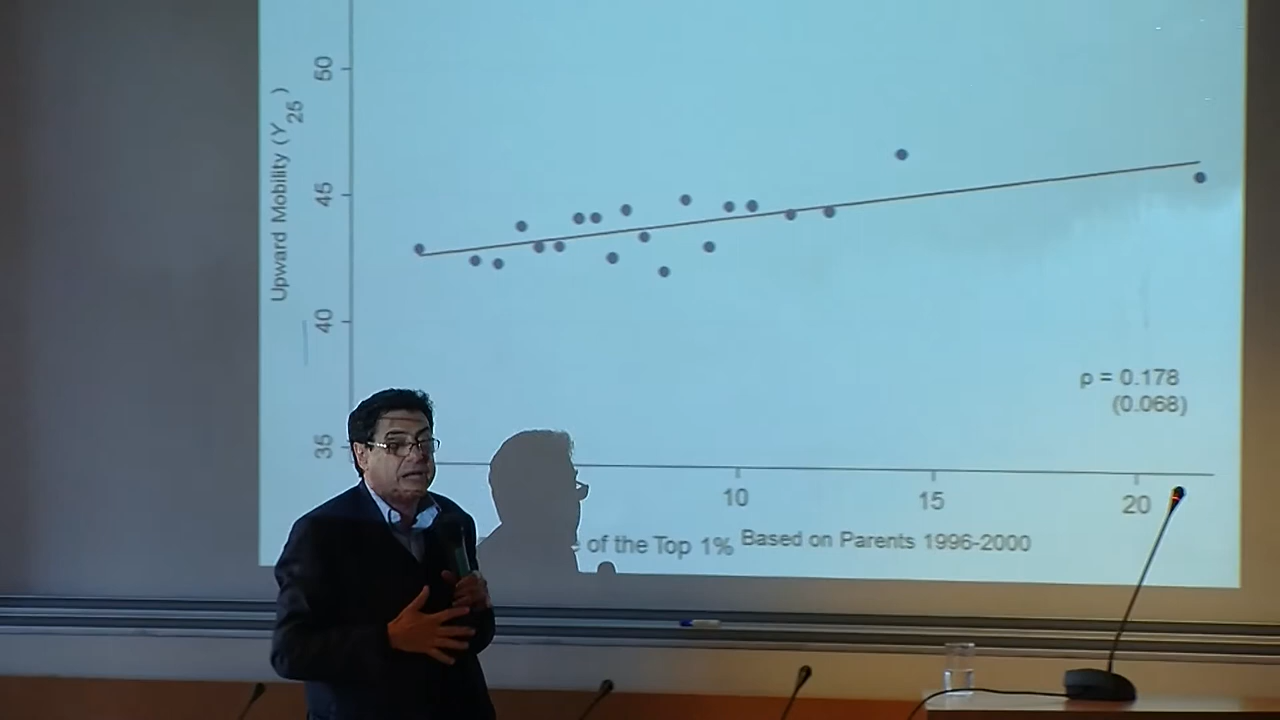 50
Upward Mobility (Y25)
45
40
ρ = 0.178
(0.068)
35
10 15 20
of the Top 1% Based on Parents 1996-2000